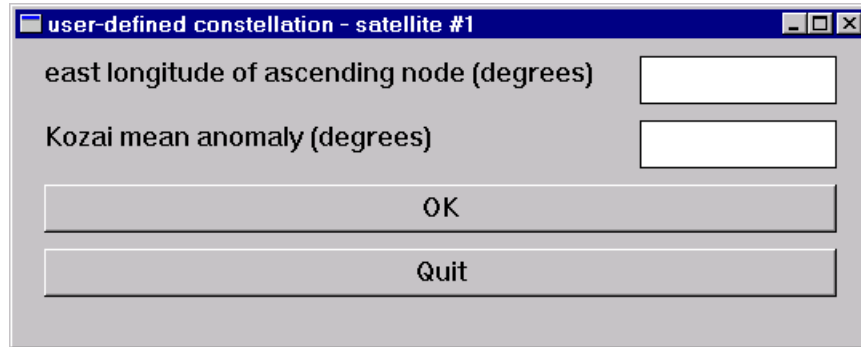 user-defined constellation - satellite #1
east longitude of ascending node (degrees)
Kozai mean anomaly (degrees)
OK
Quit